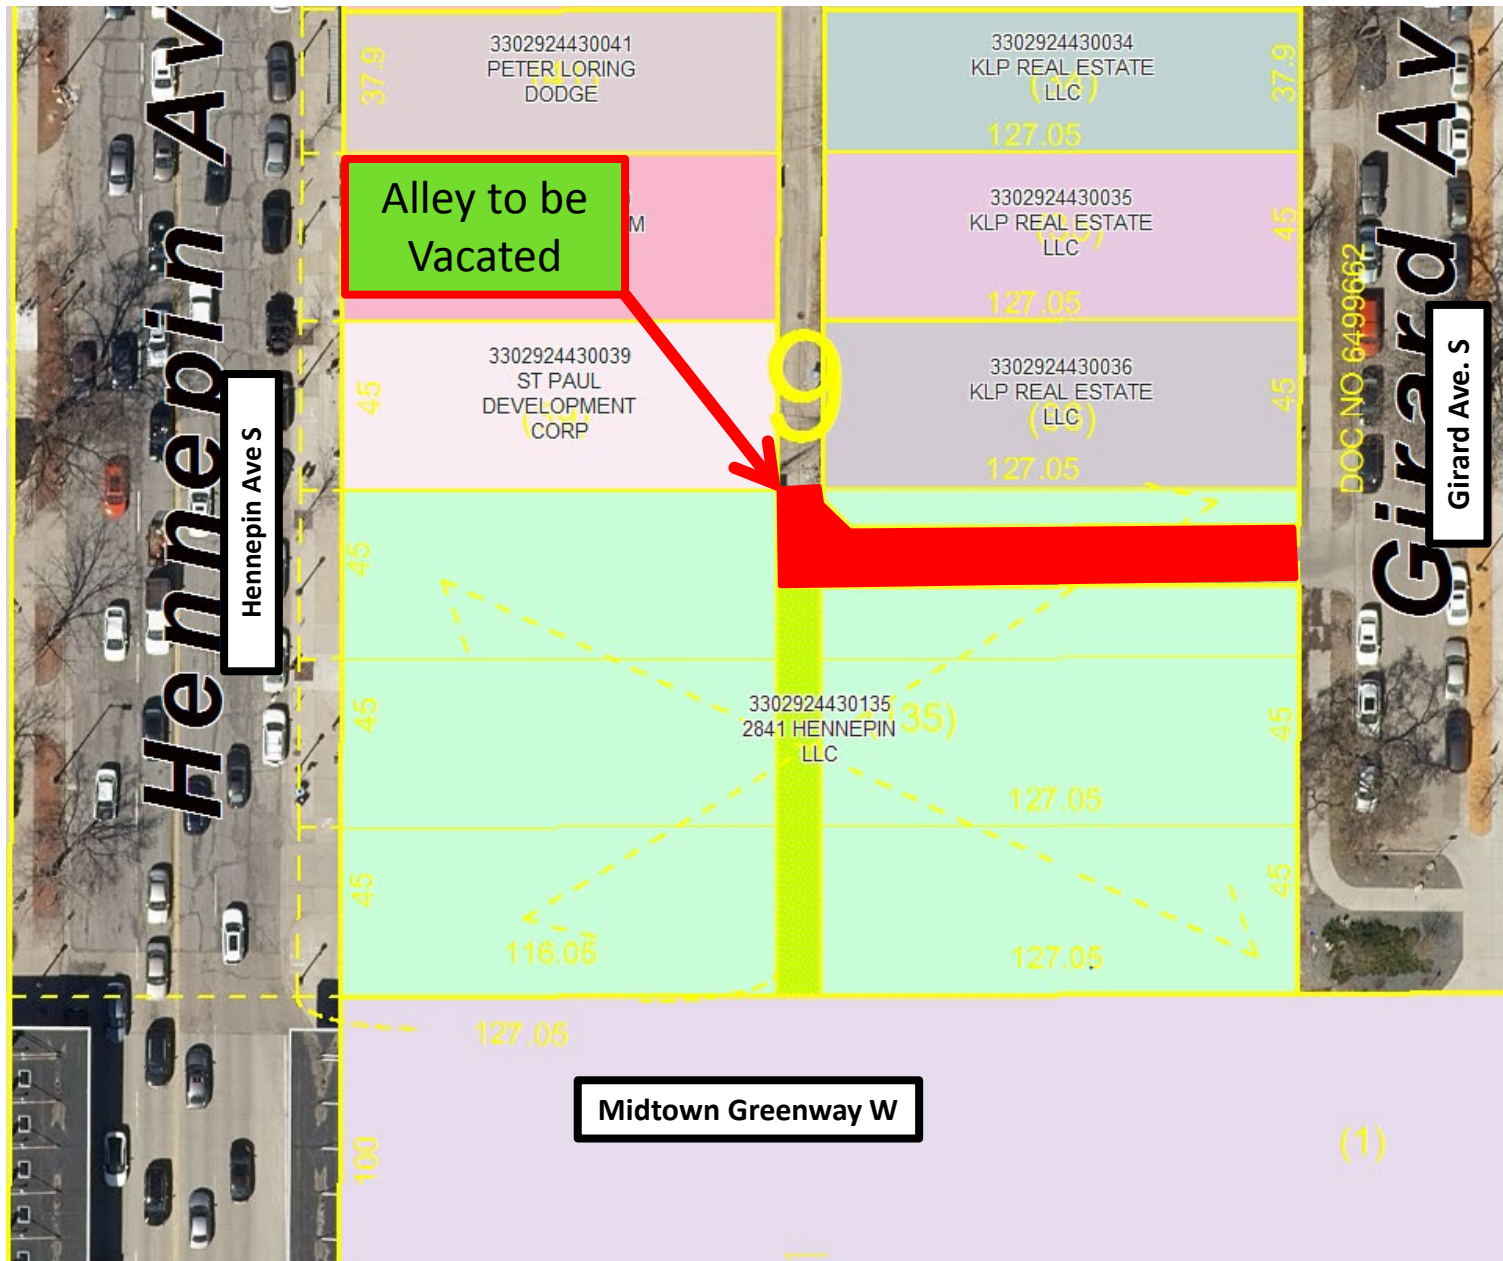 Hennepin Av
Girard Av
37.9
3302924430041
PETER LORING
DODGE
3302924430034
KLP REAL ESTATE
LLC
(34)
37.9
127.05
Alley to be
Vacated
M
3302924430035
KLP REAL ESTATE
LLC
(35)
45
127.05
DOC NO 6499662
Girard Ave. S
45
3302924430039
ST PAUL
DEVELOPMENT
CORP
(39)
9
3302924430036
KLP REAL ESTATE
LLC
(36)
45
127.05
Hennepin Ave S
45
45
3302924430135
2841 HENNEPIN
LLC
45
127.05
45
116.05
45
127.05
127.05
Midtown Greenway W
100
(1)